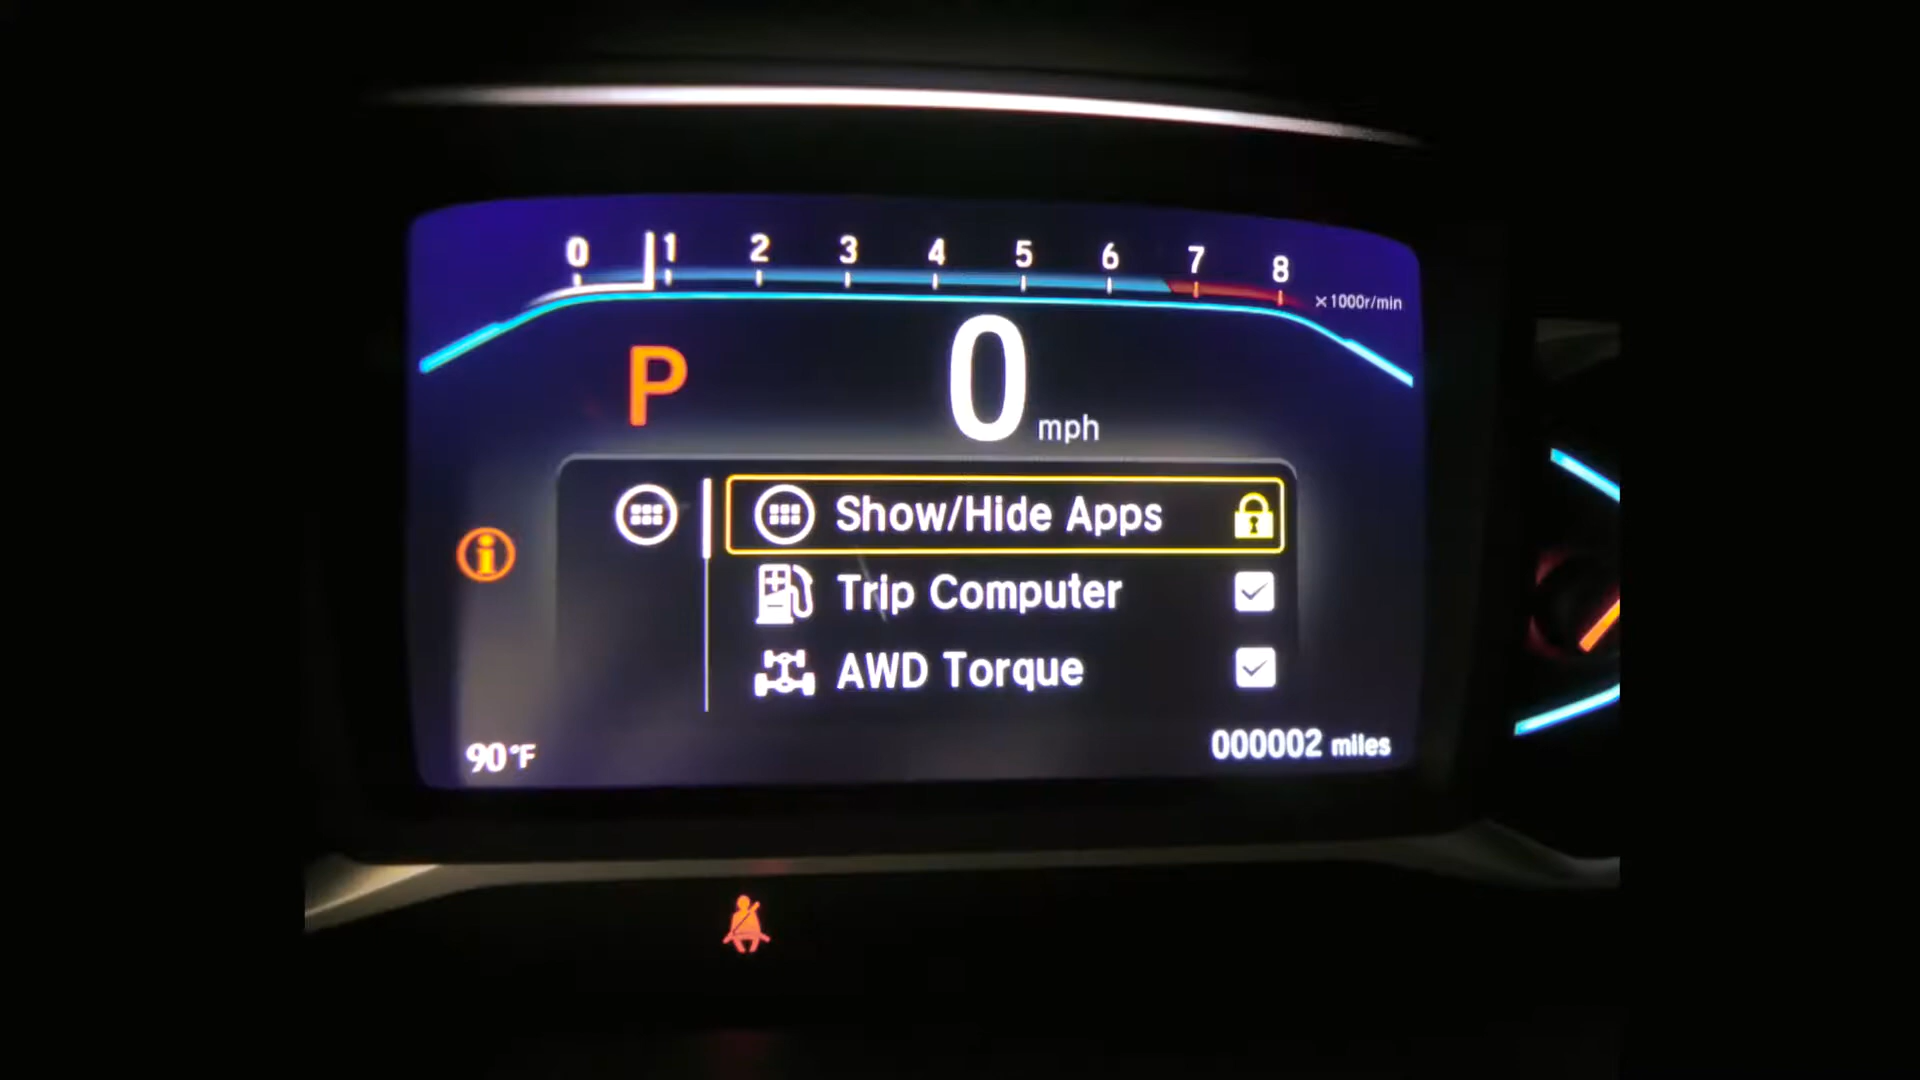 0 1 2 3 4 5 6 7 8
×1000r/min
P
0 mph
Show/Hide Apps
Trip Computer
AWD Torque
90°F
000002 miles